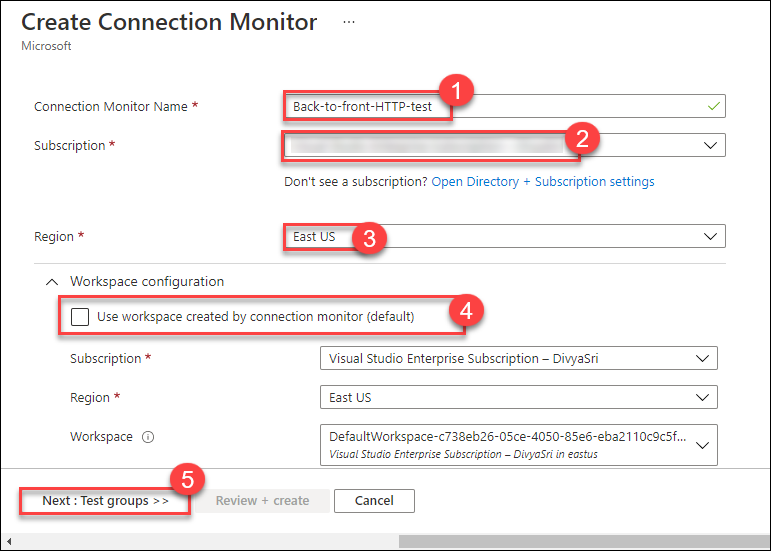 Create Connection Monitor ...
Microsoft
1
Connection Monitor Name * Back-to-front-HTTP-test
2
Subscription *
Don't see a subscription? Open Directory + Subscription settings
Region * East US 3
Workspace configuration
Use workspace created by connection monitor (default) 4
Subscription * Visual Studio Enterprise Subscription – DivyaSri
Region * East US
Workspace DefaultWorkspace-c738eb26-05ce-4050-85e6-eba2110c9c5f...
Visual Studio Enterprise Subscription – DivyaSri in eastus
5
Next : Test groups >> Review + create Cancel